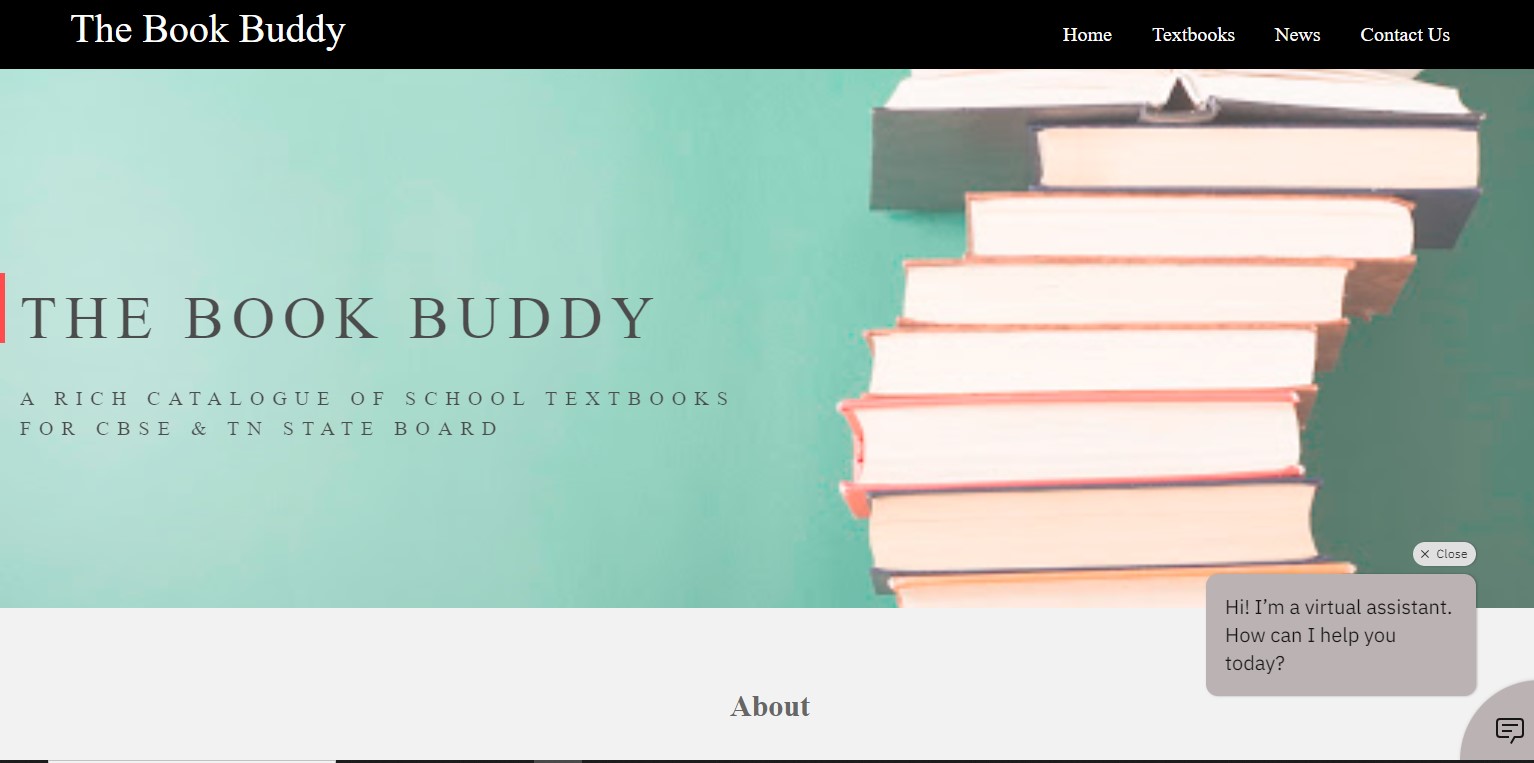 The Book Buddy
Home Textbooks News Contact Us
THE BOOK BUDDY
A RICH CATALOGUE OF SCHOOL TEXTBOOKS
FOR CBSE & TN STATE BOARD
× Close
Hi! I’m a virtual assistant.
How can I help you
today?
About